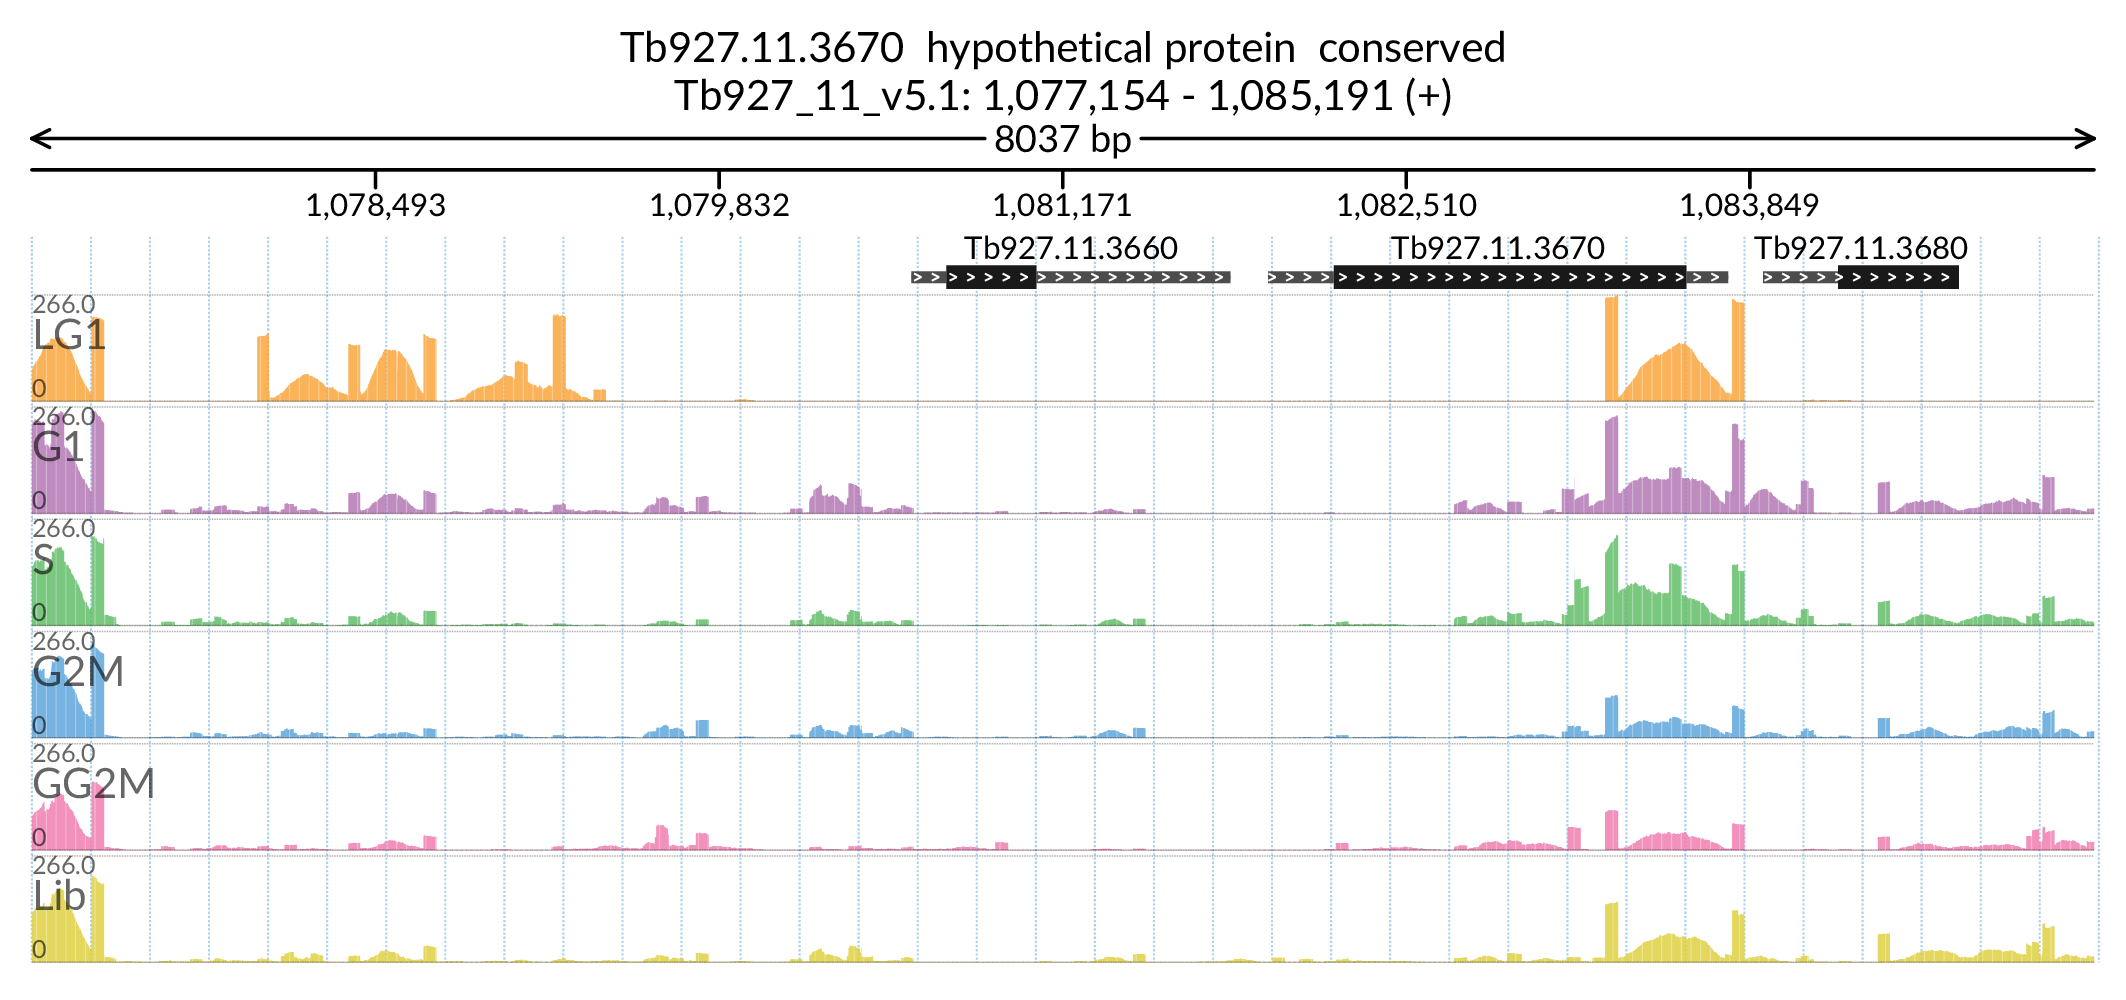 Tb927.11.3670  hypothetical protein  conserved
Tb927_11_v5.1: 1,077,154 - 1,085,191 (+)
8037 bp
1,078,493 1,079,832 1,081,171 1,082,510 1,083,849
Tb927.11.3660 Tb927.11.3670 Tb927.11.3680
266.0
LG1
0
266.0
G1
0
266.0
S
0
266.0
G2M
0
266.0
GG2M
0
266.0
Lib
0